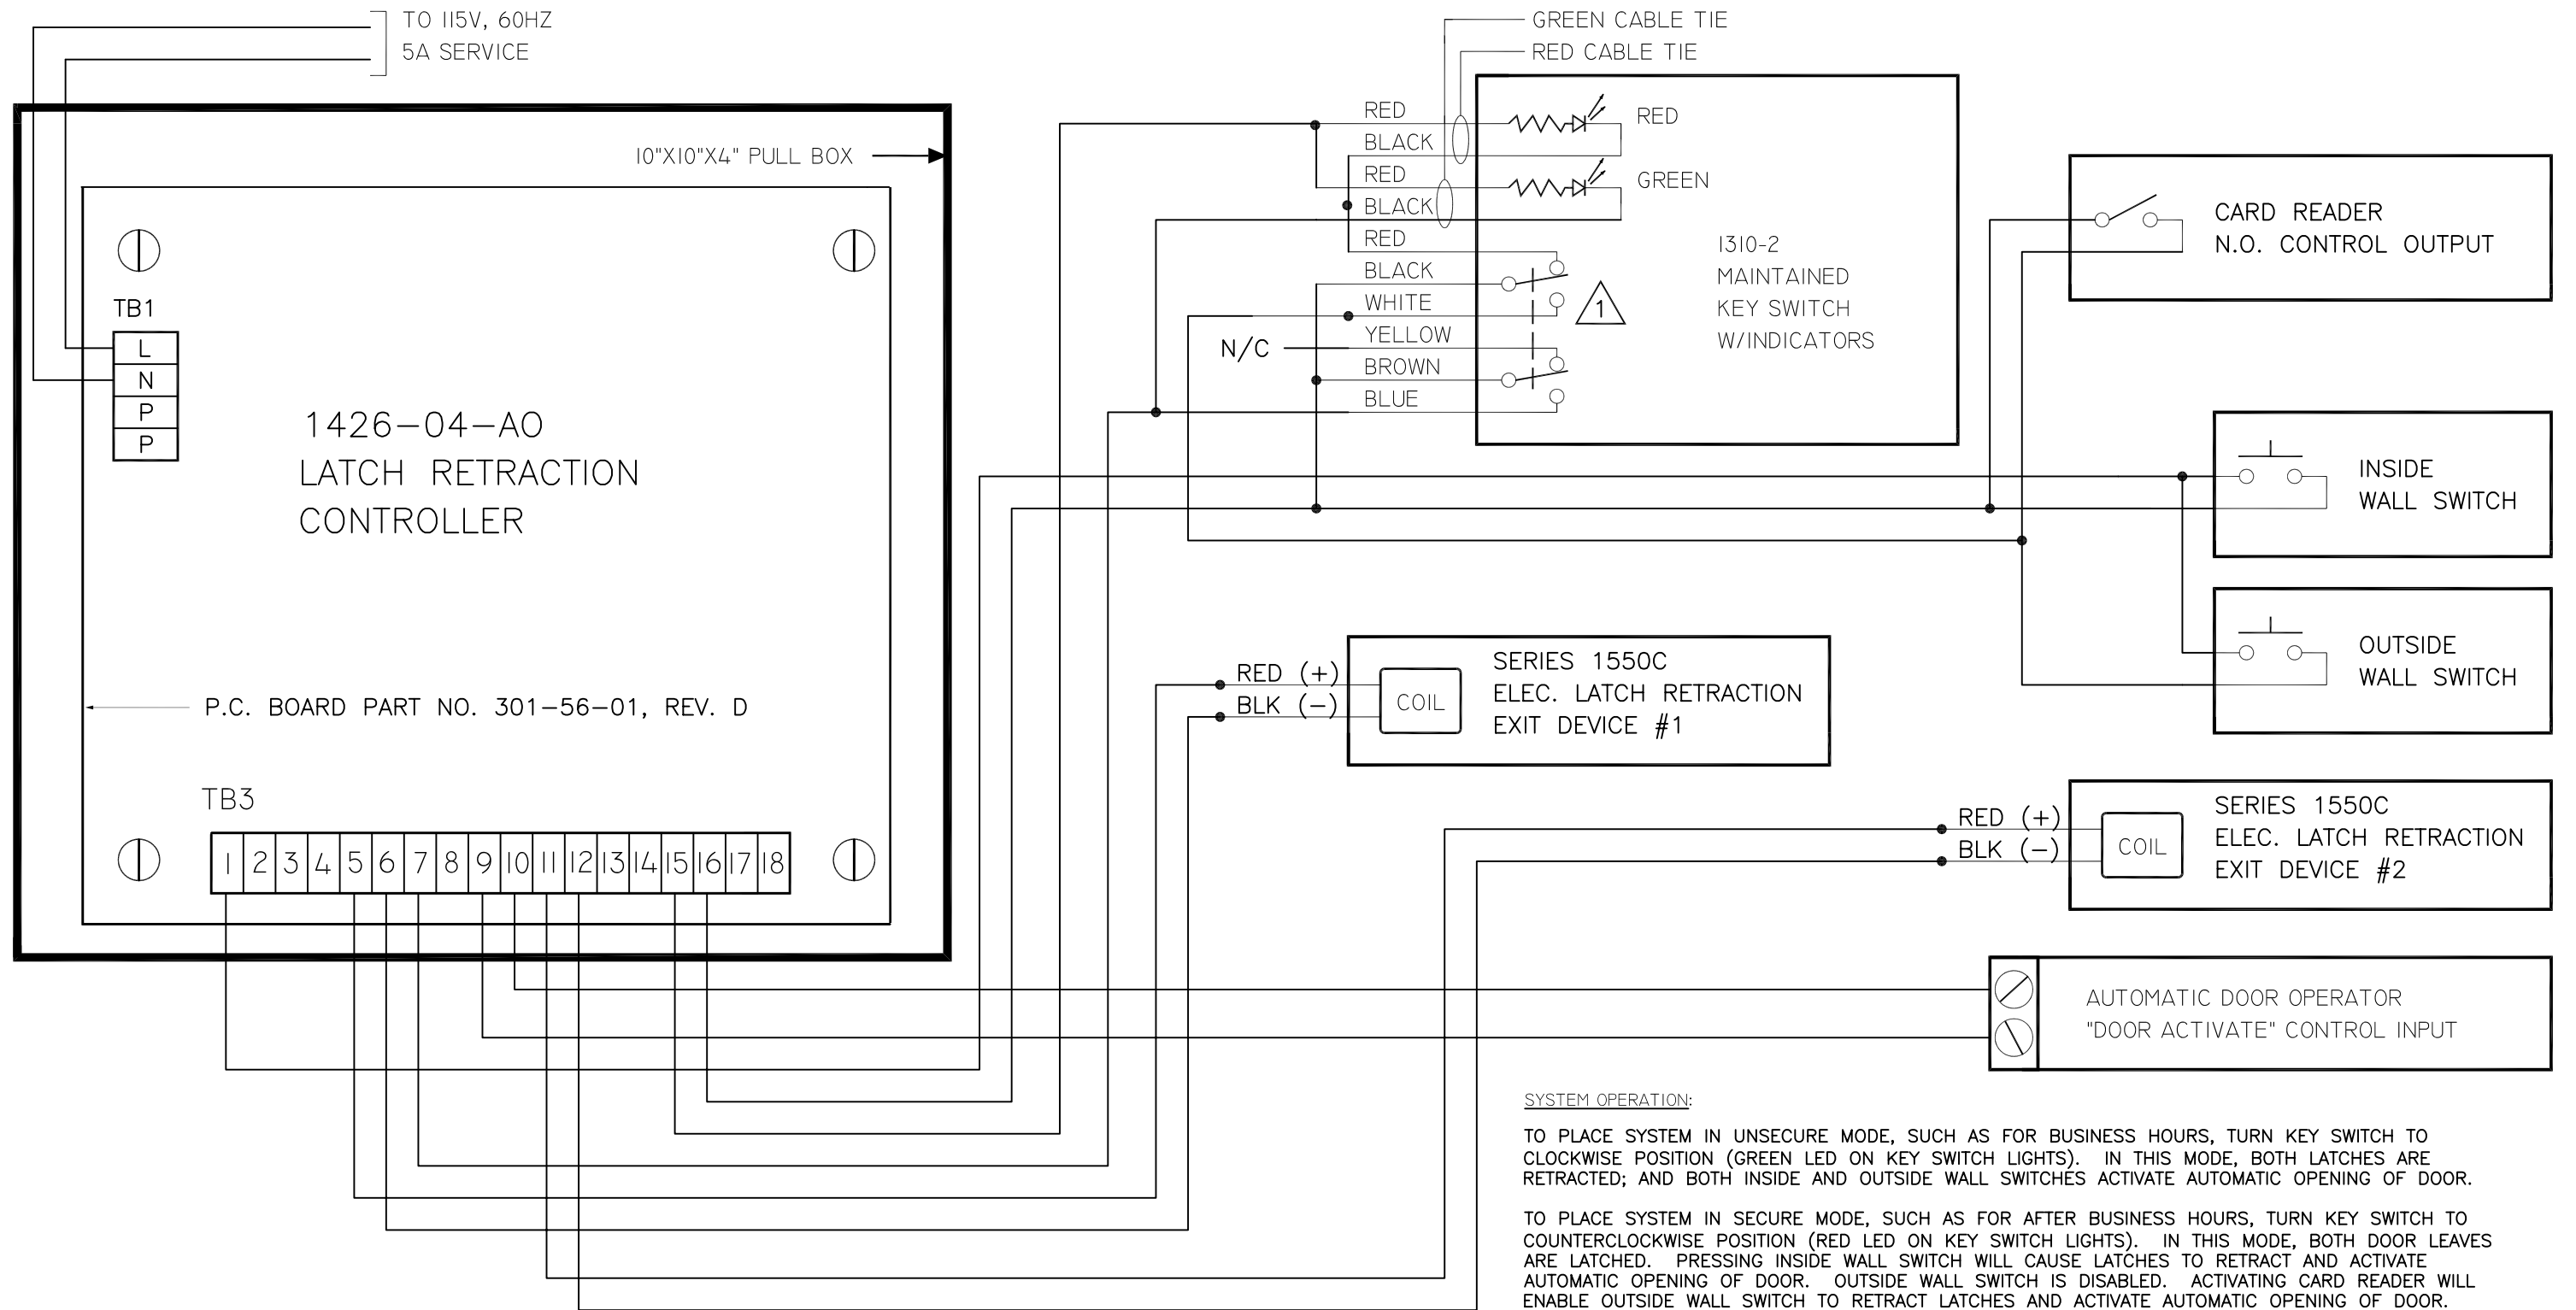 TO 115V, 60HZ
5A SERVICE
10"X10"X4" PULL BOX
TB1
L
N
P
P
1426-04-AO
LATCH RETRACTION
CONTROLLER
P.C. BOARD PART NO. 301-56-01, REV. D
TB3
1 2 3 4 5 6 7 8 9 10 11 12 13 14 15 16 17 18
GREEN CABLE TIE
RED CABLE TIE
RED
BLACK
RED
BLACK
RED
BLACK
WHITE
YELLOW
BROWN
BLUE
N/C
RED
GREEN
1
1310-2
MAINTAINED
KEY SWITCH
W/INDICATORS
CARD READER
N.O. CONTROL OUTPUT
INSIDE
WALL SWITCH
OUTSIDE
WALL SWITCH
RED (+)
BLK (-)
COIL
SERIES 1550C
ELEC. LATCH RETRACTION
EXIT DEVICE #1
RED (+)
BLK (-)
COIL
SERIES 1550C
ELEC. LATCH RETRACTION
EXIT DEVICE #2
AUTOMATIC DOOR OPERATOR
"DOOR ACTIVATE" CONTROL INPUT
SYSTEM OPERATION:
TO PLACE SYSTEM IN UNSECURE MODE, SUCH AS FOR BUSINESS HOURS, TURN KEY SWITCH TO
CLOCKWISE POSITION (GREEN LED ON KEY SWITCH LIGHTS). IN THIS MODE, BOTH LATCHES ARE
RETRACTED; AND BOTH INSIDE AND OUTSIDE WALL SWITCHES ACTIVATE AUTOMATIC OPENING OF DOOR.
TO PLACE SYSTEM IN SECURE MODE, SUCH AS FOR AFTER BUSINESS HOURS, TURN KEY SWITCH TO
COUNTERCLOCKWISE POSITION (RED LED ON KEY SWITCH LIGHTS). IN THIS MODE, BOTH DOOR LEAVES
ARE LATCHED. PRESSING INSIDE WALL SWITCH WILL CAUSE LATCHES TO RETRACT AND ACTIVATE
AUTOMATIC OPENING OF DOOR. OUTSIDE WALL SWITCH IS DISABLED. ACTIVATING CARD READER WILL
ENABLE OUTSIDE WALL SWITCH TO RETRACT LATCHES AND ACTIVATE AUTOMATIC OPENING OF DOOR.